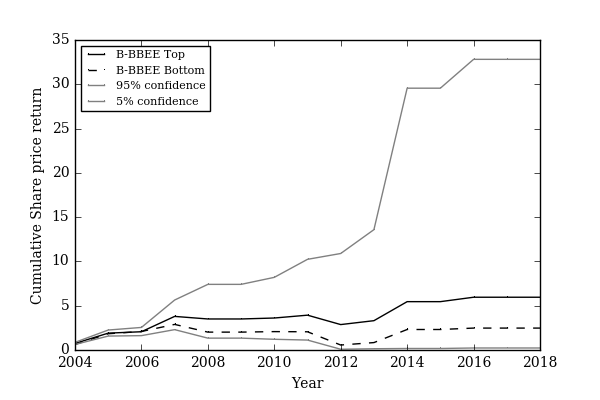 35
30
25
20
15
10
5
0
Cumulative Share price return
B-BBEE Top
B-BBEE Bottom
95% confidence
5% confidence
2004 2006 2008 2010 2012 2014 2016 2018
Year